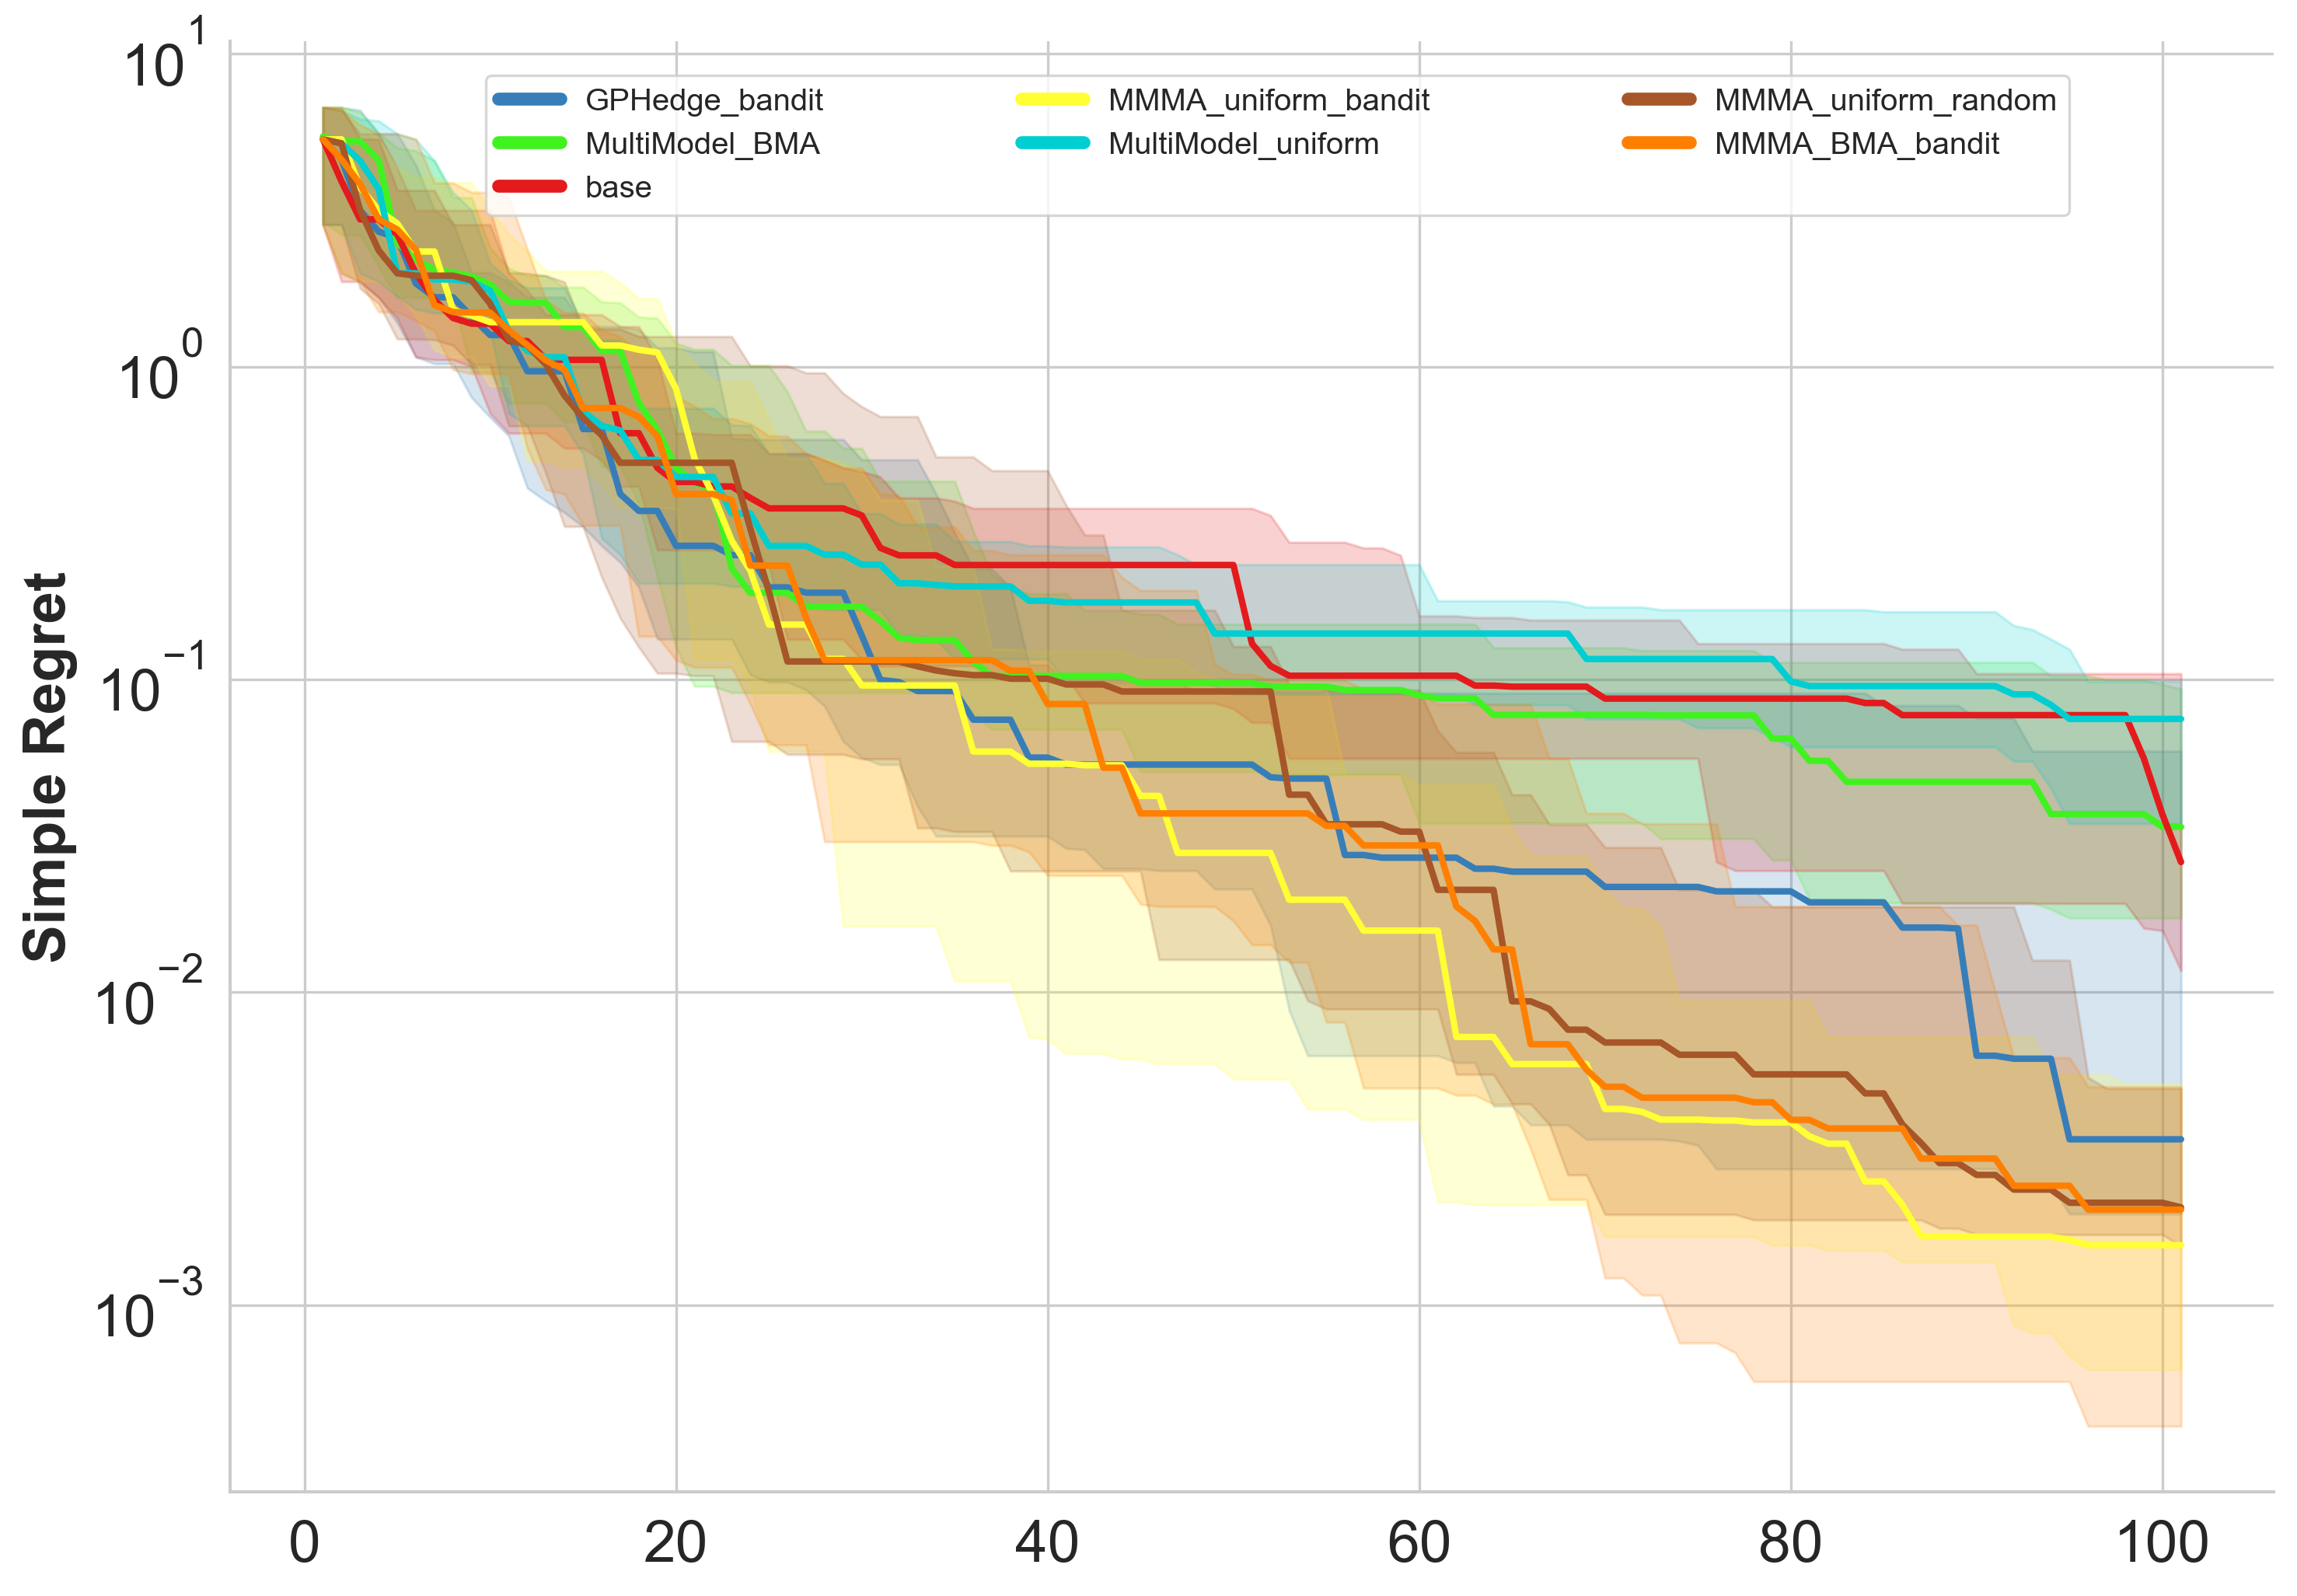 10^1
10^0
10^−1
10^−2
10^−3
Simple Regret
GPHedge_bandit
MultiModel_BMA
base
MMMA_uniform_bandit
MultiModel_uniform
MMMA_uniform_random
MMMA_BMA_bandit
0 20 40 60 80 100